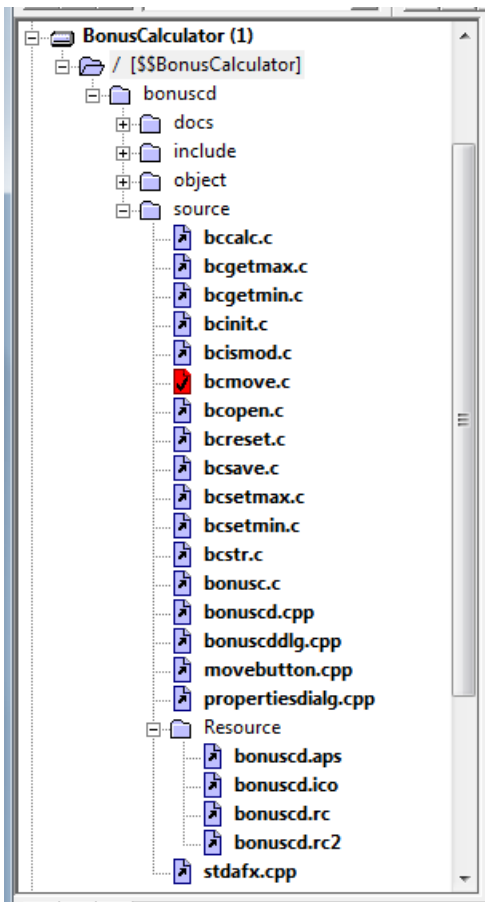 BonusCalculator (1)
/ [$$BonusCalculator]
bonuscd
docs
include
object
source
bccalc.c
bcgetmax.c
bcgetmin.c
bcinit.c
bcismod.c
bcmove.c
bcopen.c
bcreset.c
bcsave.c
bcsetmax.c
bcsetmin.c
bcstr.c
bonusc.c
bonuscd.cpp
bonuscddlg.cpp
movebutton.cpp
propertiesdialg.cpp
Resource
bonuscd.aps
bonuscd.ico
bonuscd.rc
bonuscd.rc2
stdafx.cpp